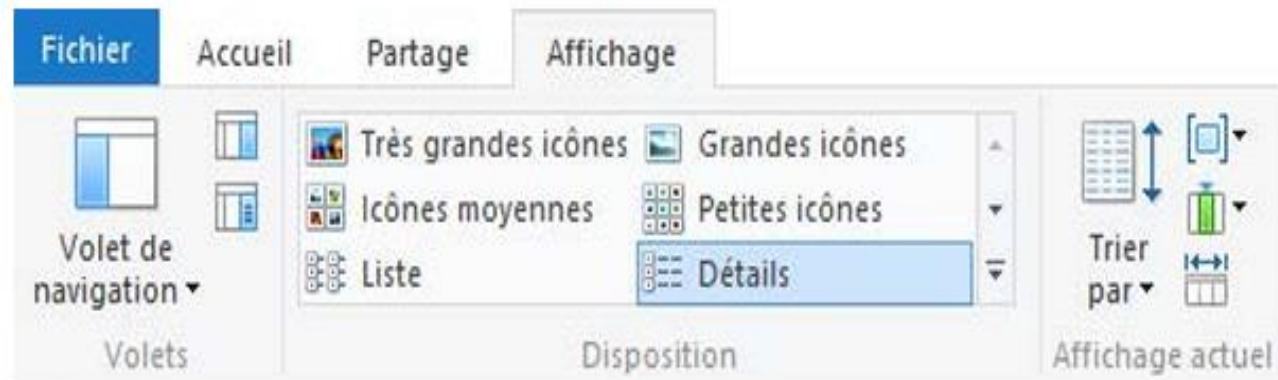 Fichier Accueil Partage Affichage
Très grandes icônes Grandes icônes
Icônes moyennes Petites icônes
Liste Détails
Volet de
navigation
Trier
par
Volets Disposition Affichage actuel